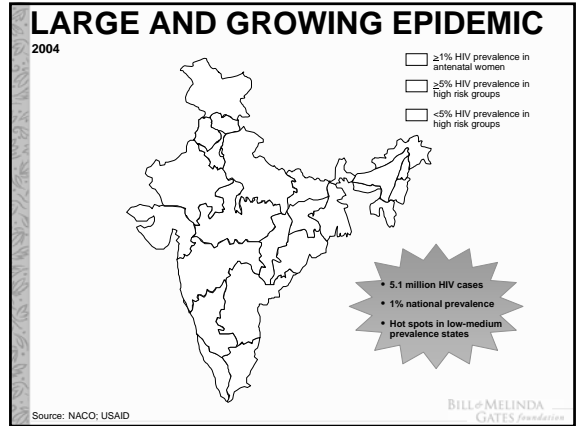 LARGE AND GROWING EPIDEMIC
2004
≥1% HIV prevalence in
antenatal women
≥5% HIV prevalence in
high risk groups
<5% HIV prevalence in
high risk groups
• 5.1 million HIV cases
• 1% national prevalence
• Hot spots in low-medium
prevalence states
Source: NACO; USAID
BILL & MELINDA
GATES foundation